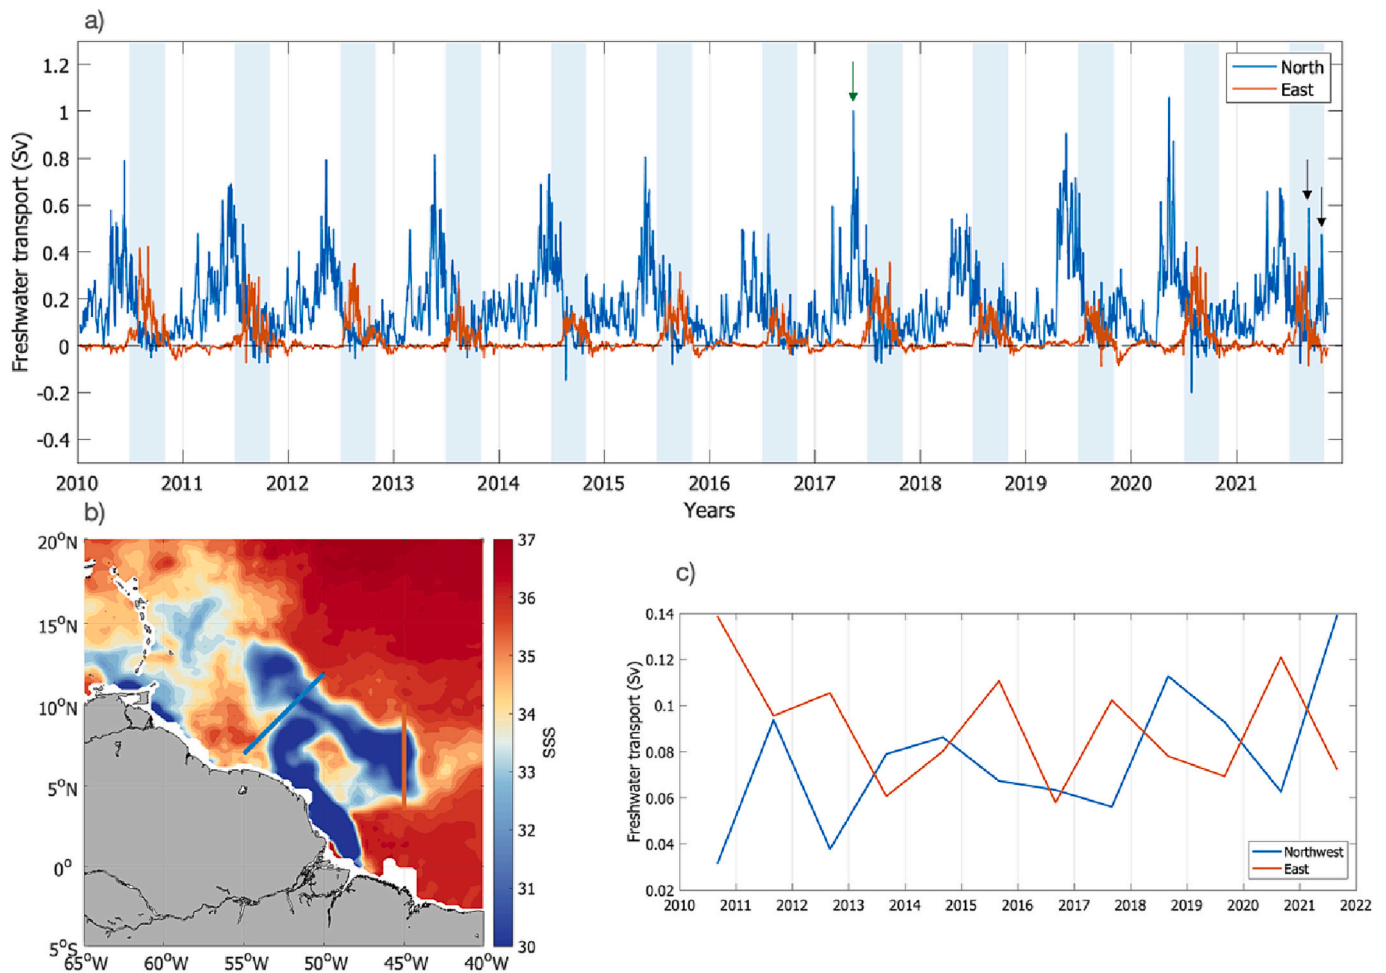 a)
1.2
1
0.8
0.6
0.4
0.2
0
-0.2
-0.4
Freshwater transport (Sv)
North
East
2010 2011 2012 2013 2014 2015 2016 2017 2018 2019 2020 2021
Years
b)
20°N
15°N
10°N
5°N
0°
5°S
65°W 60°W 55°W 50°W 45°W 40°W
37
36
35
34
33
32
31
30
SSS
c)
0.14
0.12
0.1
0.08
0.06
0.04
0.02
Freshwater transport (Sv)
Northwest
East
2010 2011 2012 2013 2014 2015 2016 2017 2018 2019 2020 2021 2022